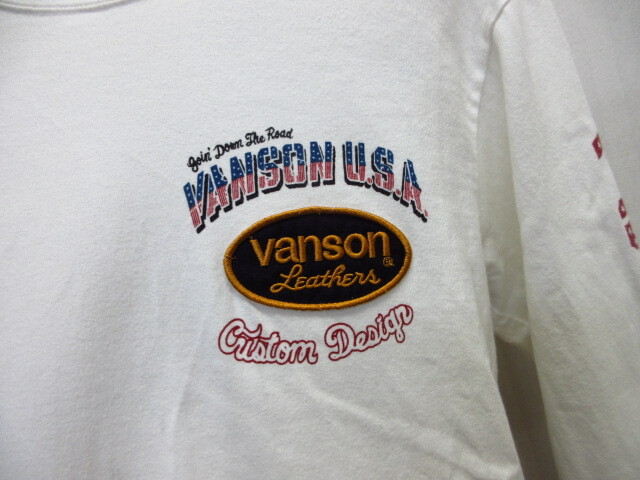 Goin' Down The Road
VANSON U.S.A.
vanson
Leathers ®
Custom Design